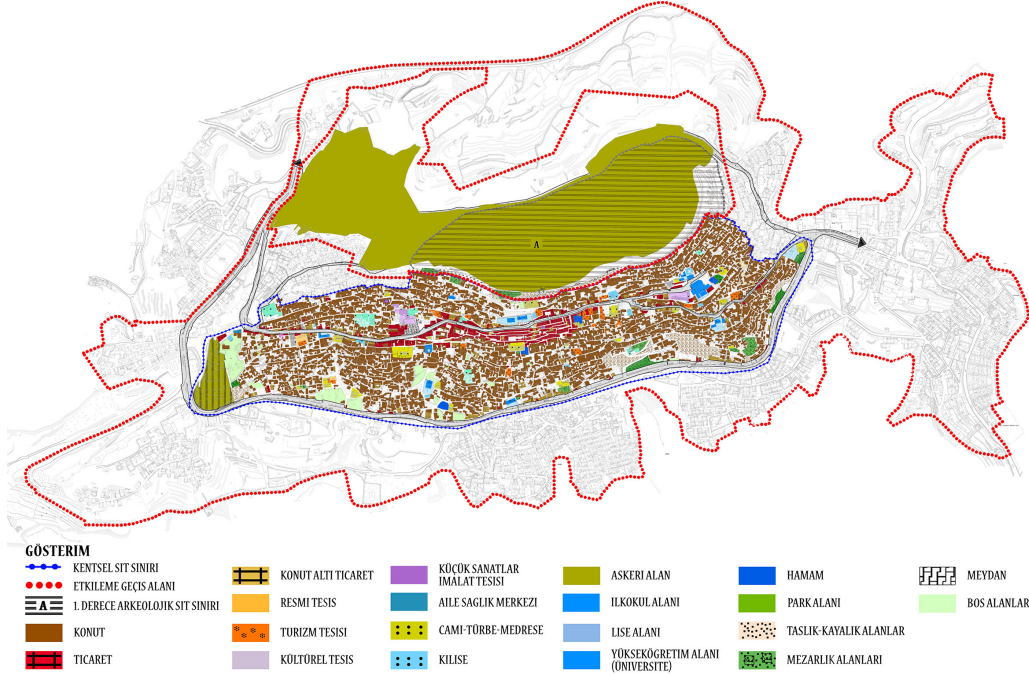 A
GÖSTERIM
KENTSEL SIT SINIRI
ETKILEME GEÇIS ALANI
A 1. DERECE ARKEOLOJIK SIT SINIRI
KONUT
TICARET
KONUT ALTI TICARET
RESMI TESIS
TURIZM TESISI
KÜLTÜREL TESIS
KÜÇÜK SANATLAR
IMALAT TESISI
AILE SAGLIK MERKEZI
CAMI-TÜRBE-MEDRESE
KILISE
ASKERI ALAN
ILKOKUL ALANI
LISE ALANI
YÜKSEKÖGRETIM ALANI
(ÜNIVERSITE)
HAMAM
PARK ALANI
TASLIK-KAYALIK ALANLAR
MEZARLIK ALANLARI
MEYDAN
BOS ALANLAR